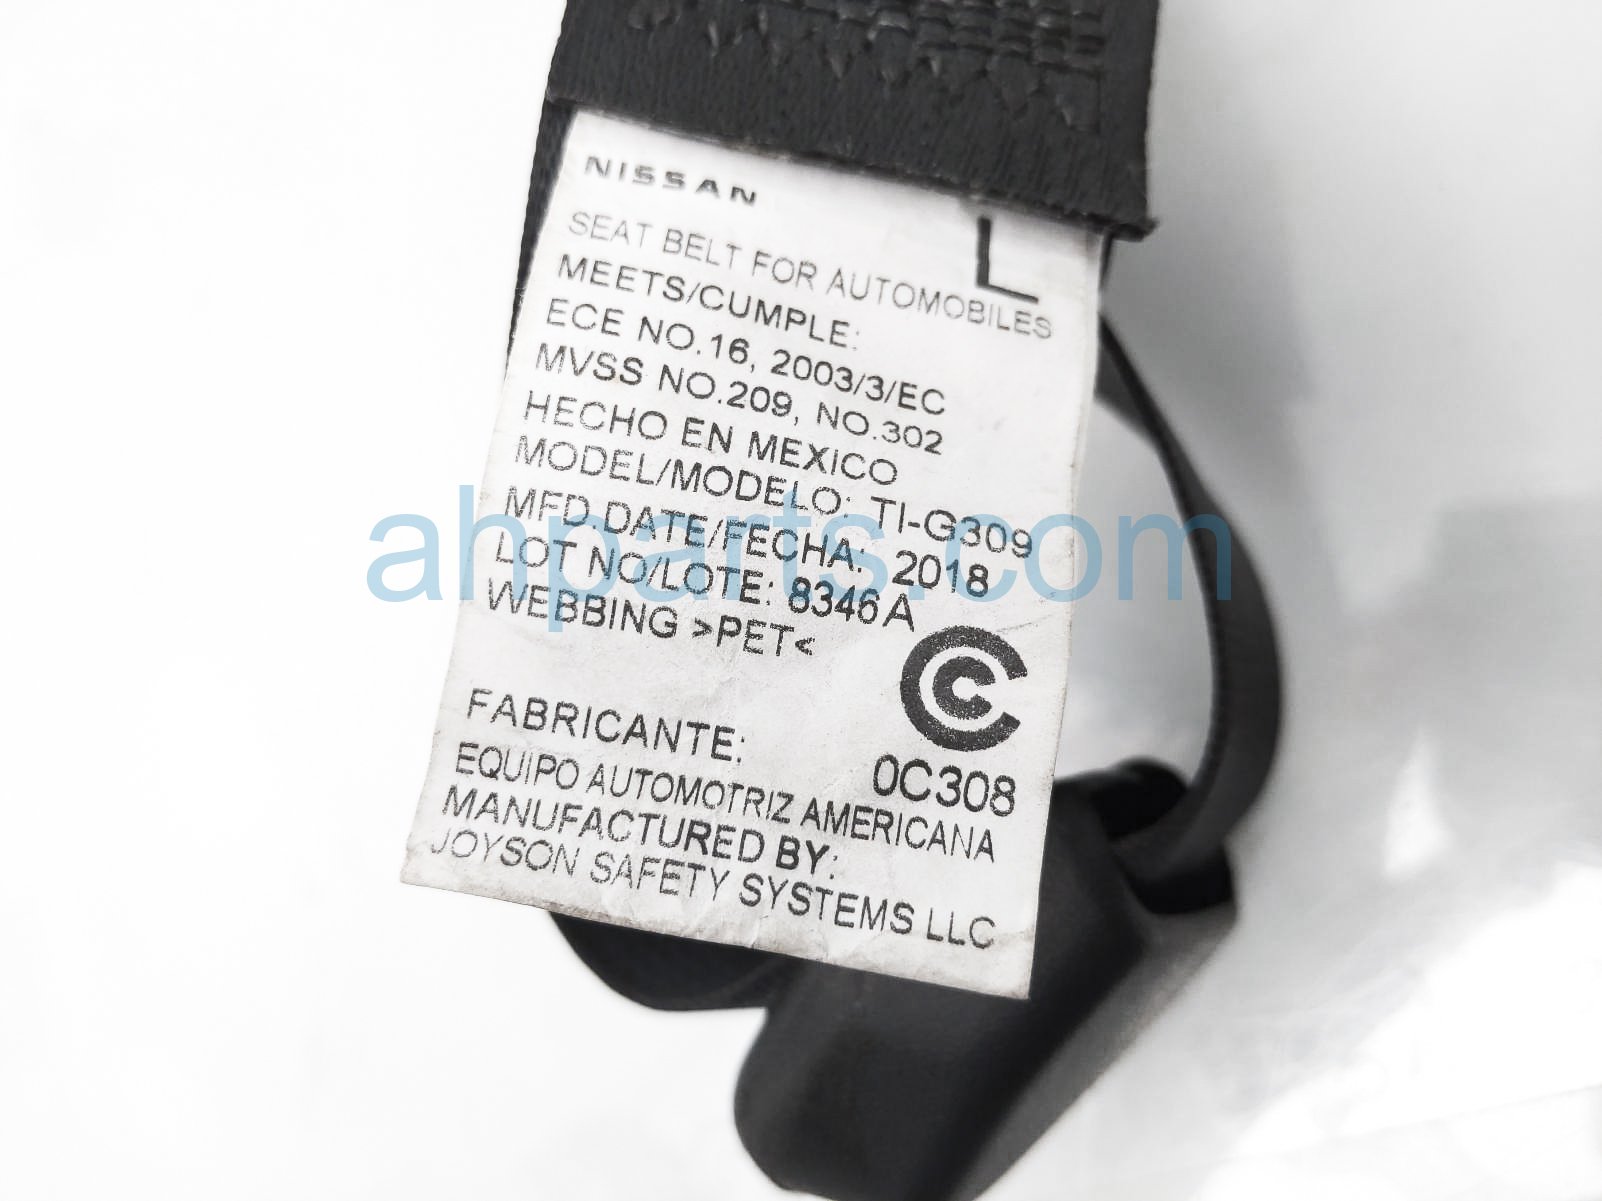 NISSAN
L
SEAT BELT FOR AUTOMOBILES
MEETS/CUMPLE:
ECE NO.16, 2003/3/EC
MVSS NO.209, NO.302
HECHO EN MEXICO
MODEL/MODELO: TI-G309
MFD DATE/FECHA: 2018
LOT NO/LOTE: 8346A
WEBBING >PET<
0C308
FABRICANTE:
EQUIPO AUTOMOTRIZ AMERICANA
MANUFACTURED BY:
JOYSON SAFETY SYSTEMS LLC
ahparts.com